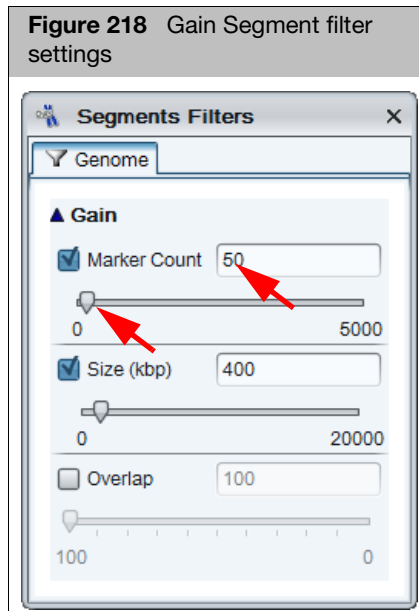 Figure 218 Gain Segment filter
settings
Segments Filters
Genome
Gain
Marker Count 50
0 5000
Size (kbp) 400
0 20000
Overlap 100
100 0